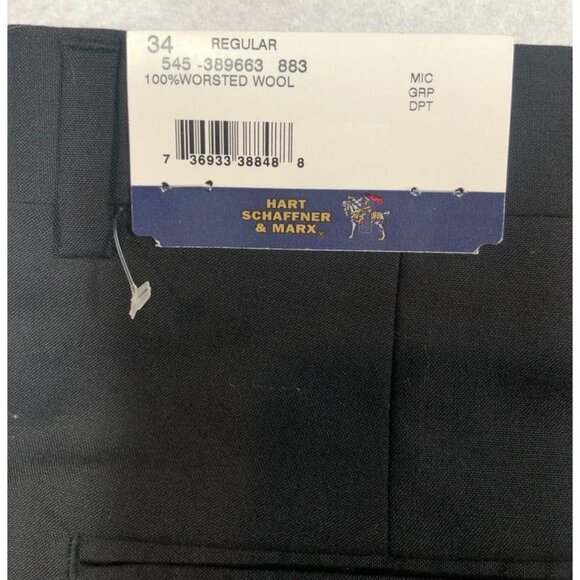 34 REGULAR
545 -389663 883
100%WORSTED WOOL
MIC
GRP
DPT
7 36933 38848 8
HART
SCHAFFNER
& MARX®